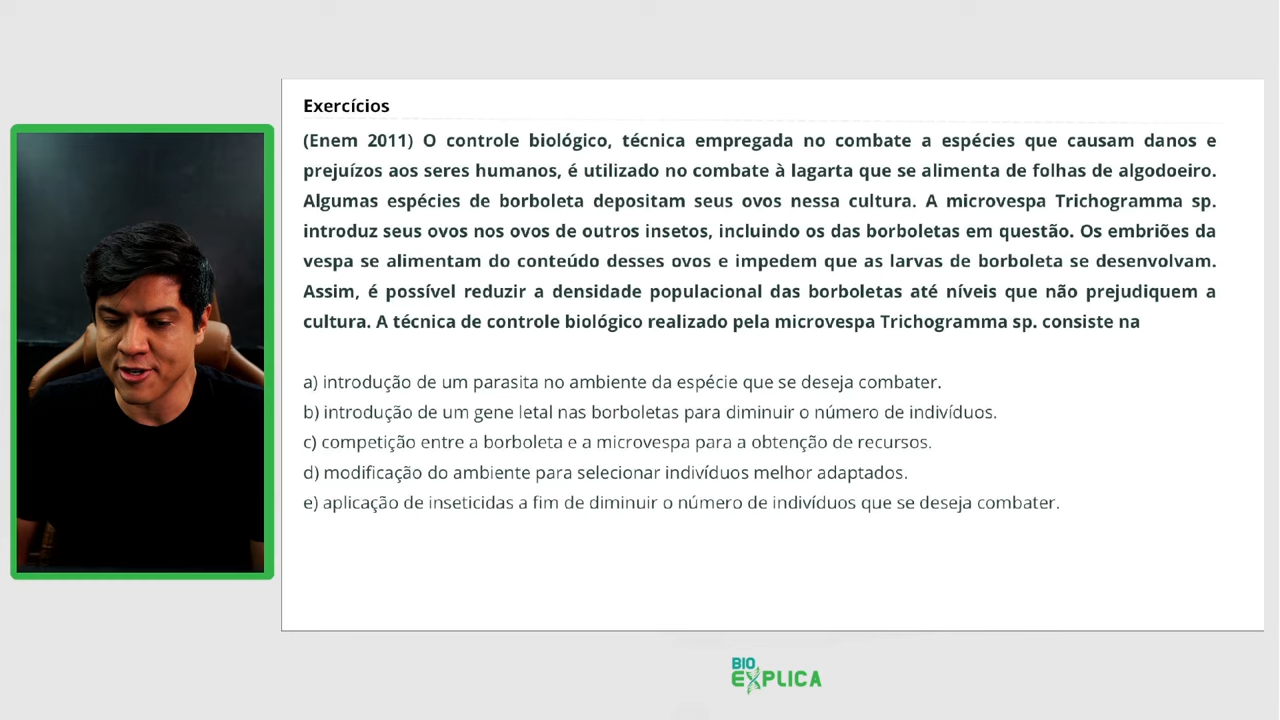 Exercícios
(Enem 2011) O controle biológico, técnica empregada no combate a espécies que causam danos e
prejuízos aos seres humanos, é utilizado no combate à lagarta que se alimenta de folhas de algodoeiro.
Algumas espécies de borboleta depositam seus ovos nessa cultura. A microvespa Trichogramma sp.
introduz seus ovos nos ovos de outros insetos, incluindo os das borboletas em questão. Os embriões da
vespa se alimentam do conteúdo desses ovos e impedem que as larvas de borboleta se desenvolvam.
Assim, é possível reduzir a densidade populacional das borboletas até níveis que não prejudiquem a
cultura. A técnica de controle biológico realizado pela microvespa Trichogramma sp. consiste na
a) introdução de um parasita no ambiente da espécie que se deseja combater.
b) introdução de um gene letal nas borboletas para diminuir o número de indivíduos.
c) competição entre a borboleta e a microvespa para a obtenção de recursos.
d) modificação do ambiente para selecionar indivíduos melhor adaptados.
e) aplicação de inseticidas a fim de diminuir o número de indivíduos que se deseja combater.
BIO
EXPLICA